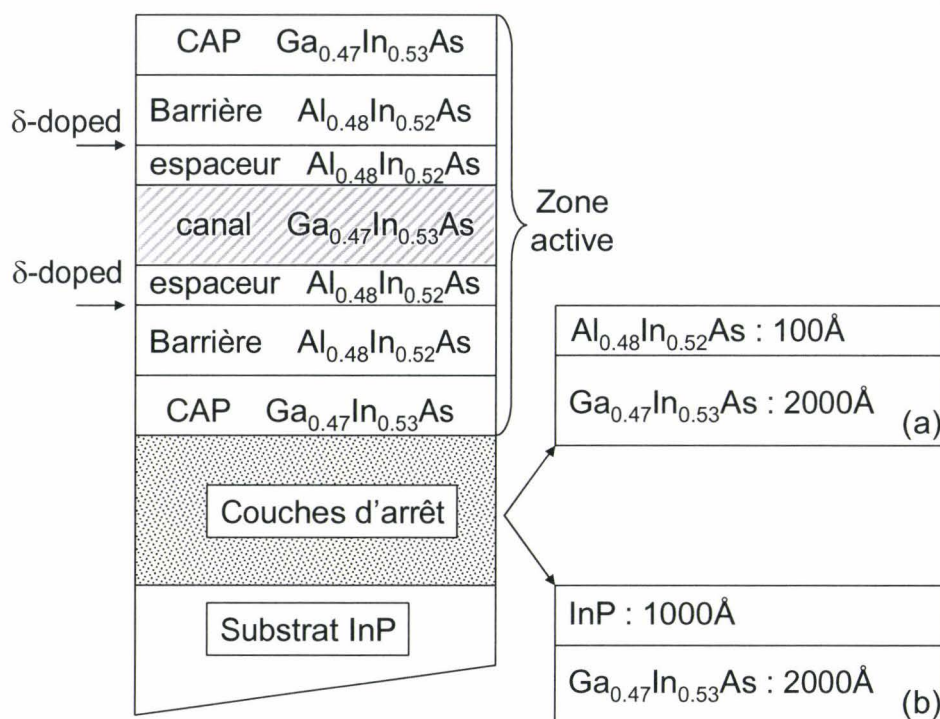 CAP Ga0.47In0.53As
δ-doped
Barrière Al0.48In0.52As
espaceur Al0.48In0.52As
canal Ga0.47In0.53As
Zone
active
δ-doped
espaceur Al0.48In0.52As
Barrière Al0.48In0.52As
CAP Ga0.47In0.53As
Couches d'arrêt
Substrat InP
Al0.48In0.52As : 100Å
Ga0.47In0.53As : 2000Å
(a)
InP : 1000Å
Ga0.47In0.53As : 2000Å
(b)